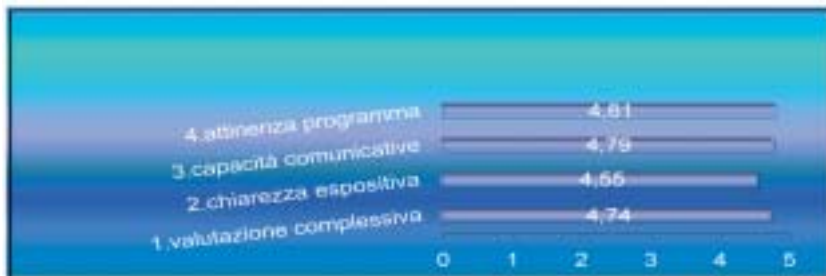 4.attinenza programma 4,81
3.capacità comunicative 4,79
2.chiarezza espositiva 4,55
1.valutazione complessiva 4,74
0 1 2 3 4 5